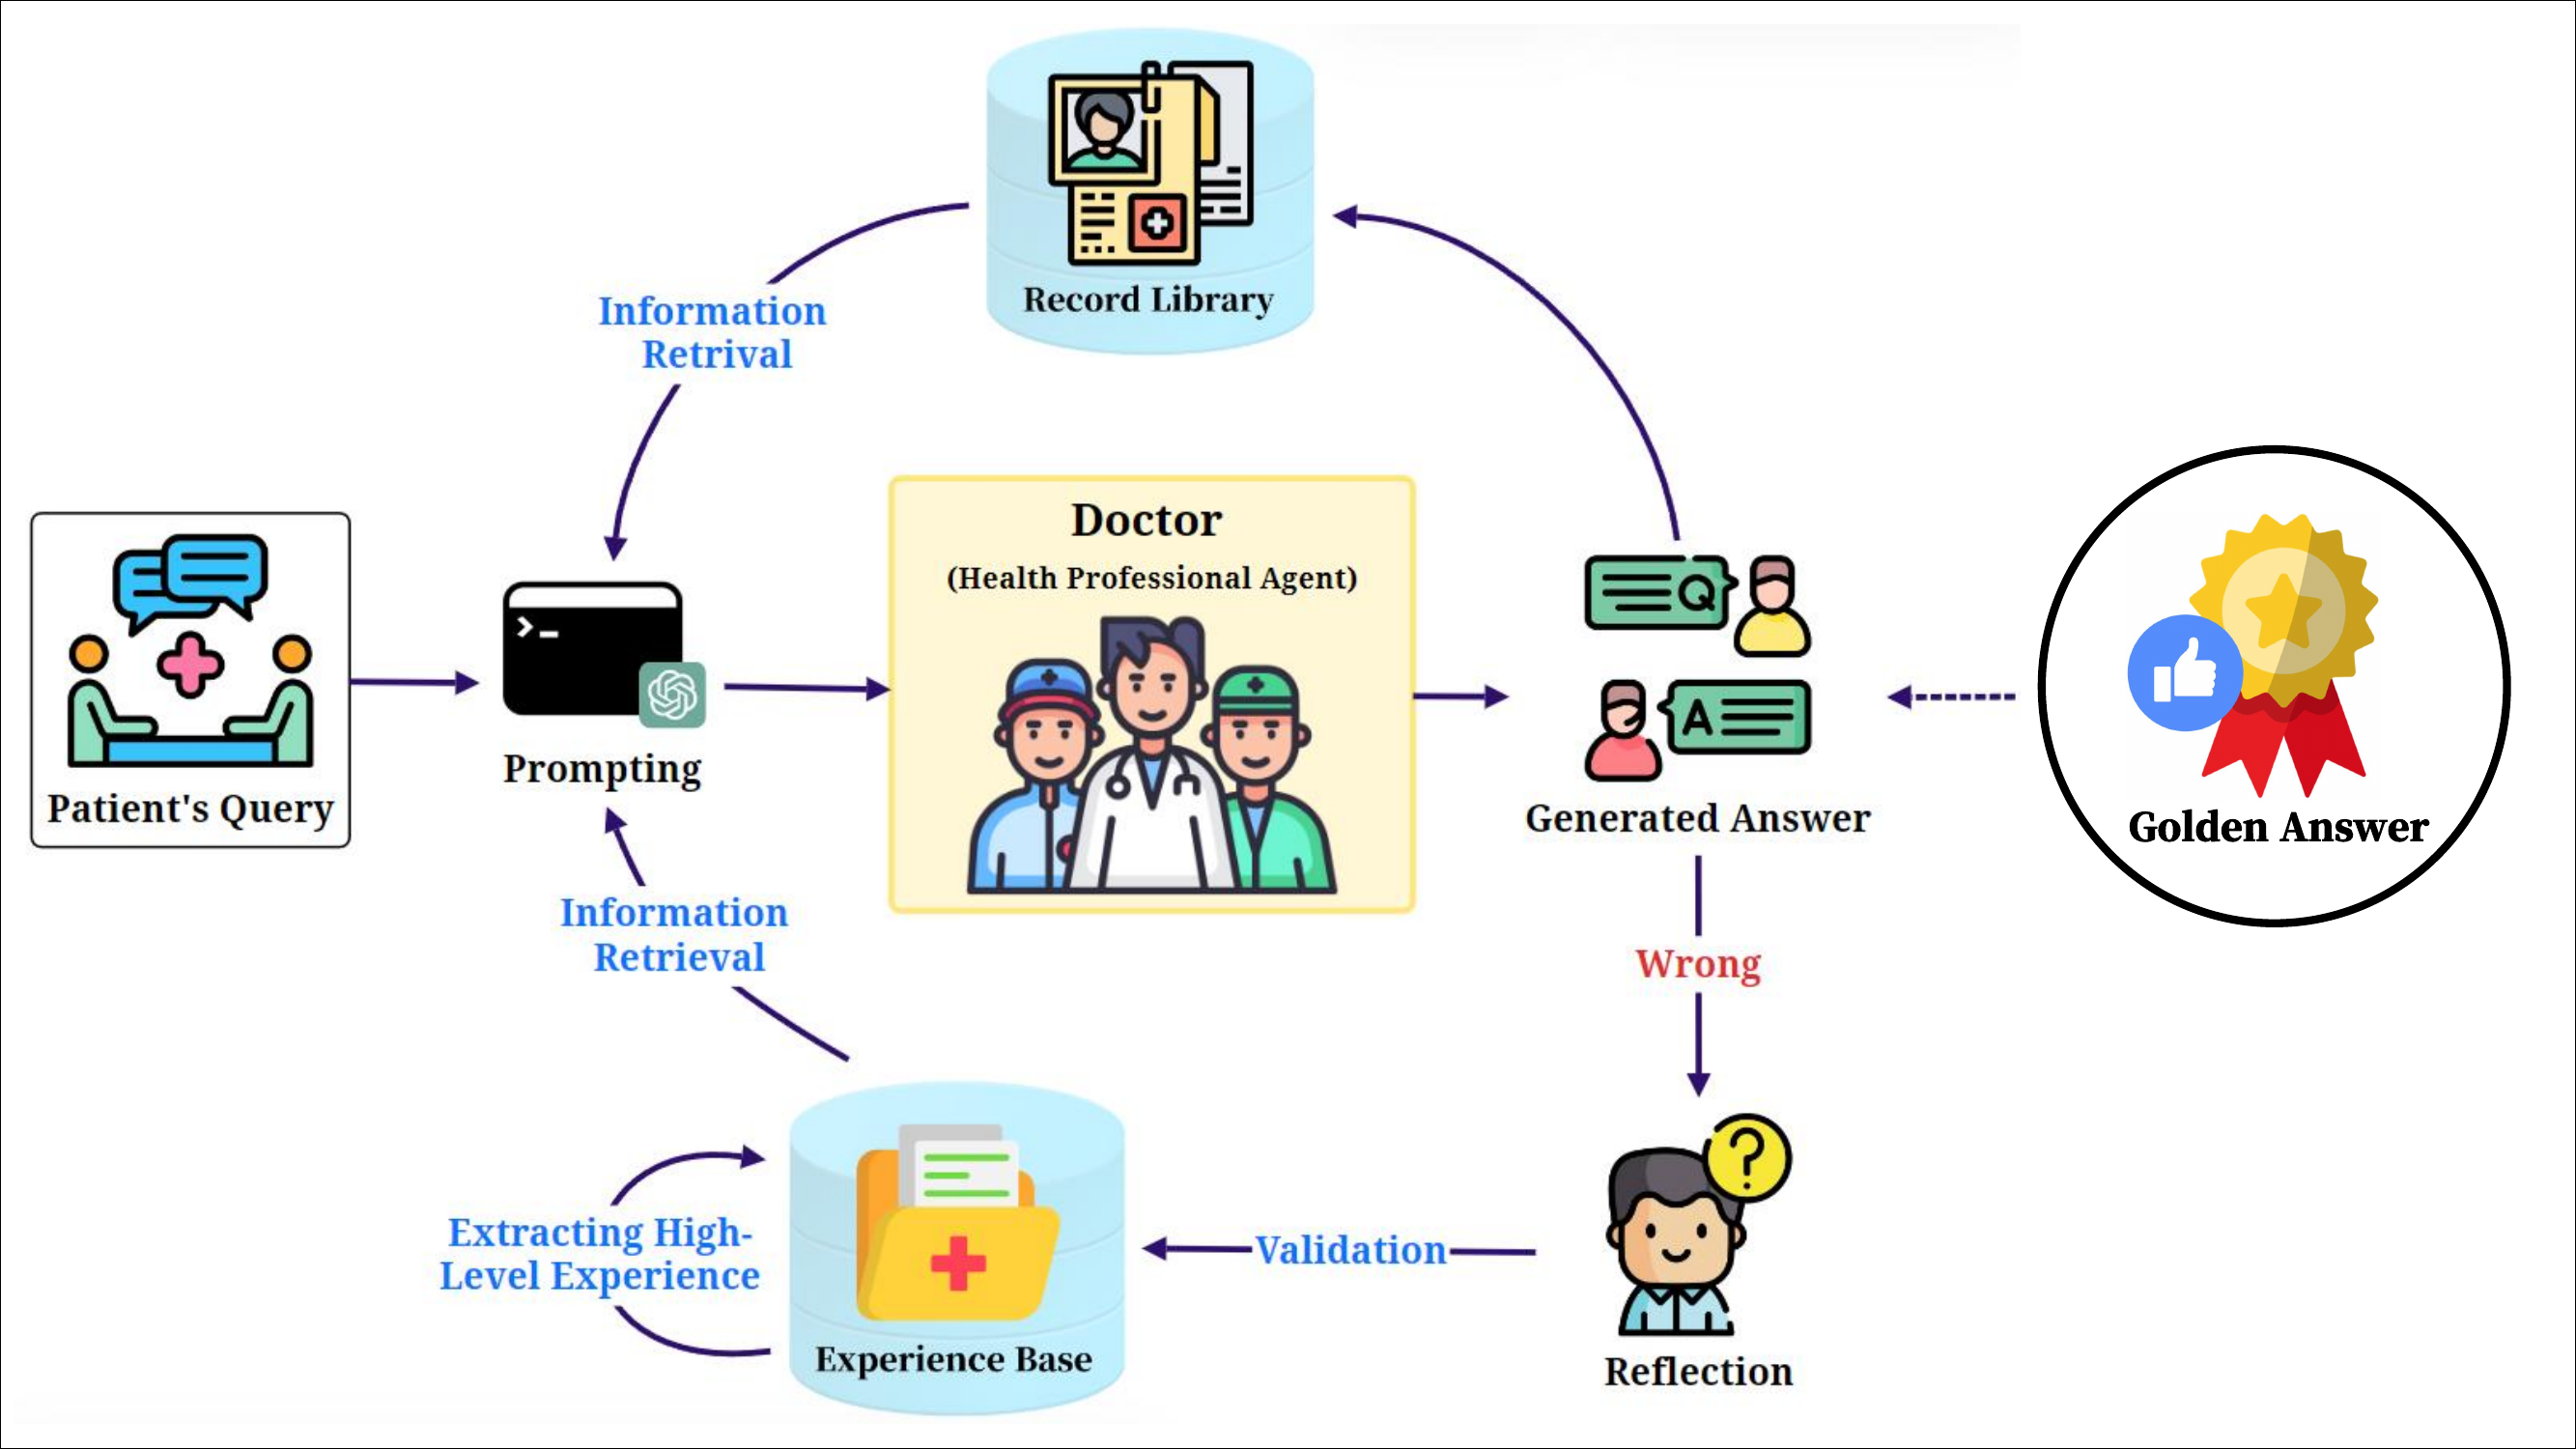 Record Library
Information
Retrival
Doctor
(Health Professional Agent)
Patient's Query
>_
Prompting
Q
A
Generated Answer
Golden Answer
Information
Retrieval
Wrong
?
Extracting High-
Level Experience
Validation
Experience Base
Reflection